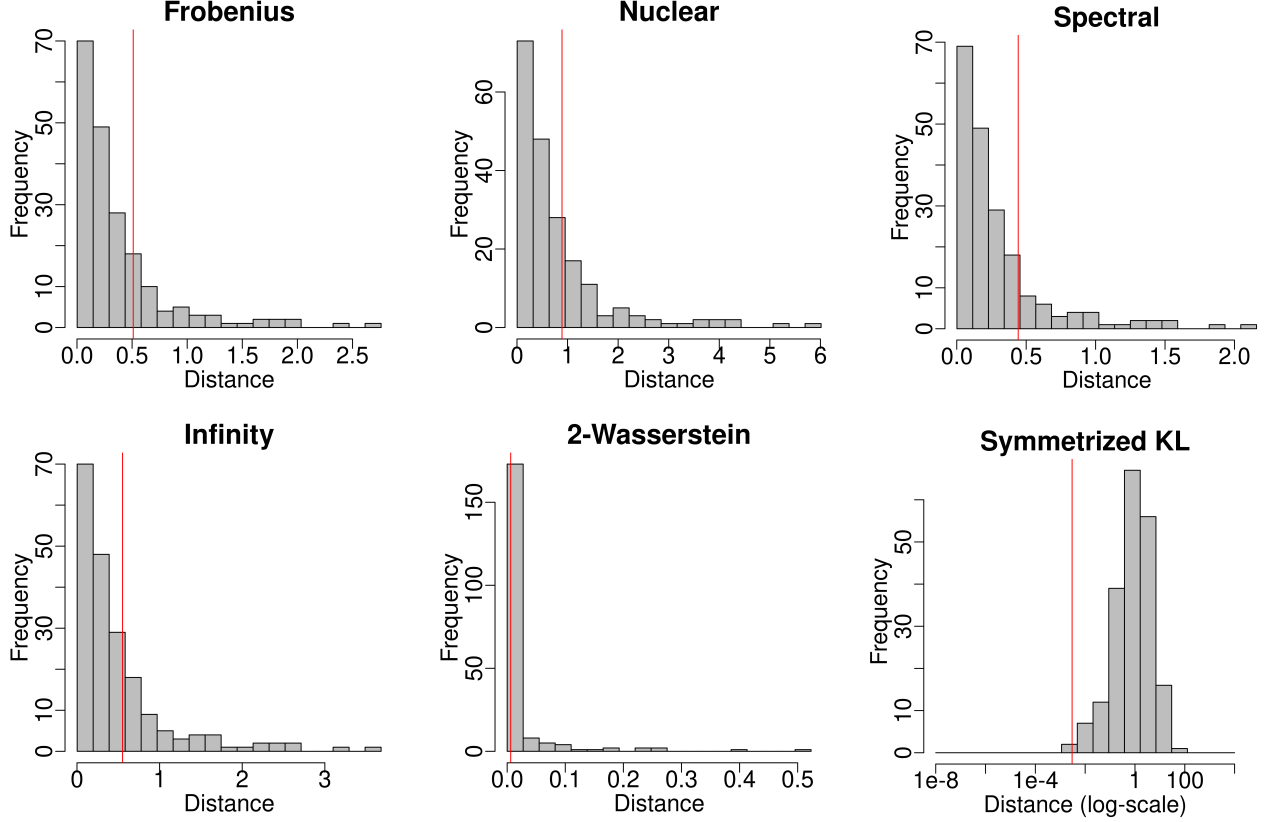 Frobenius
Frequency
0 10 30 50 70
0.0 0.5 1.0 1.5 2.0 2.5
Distance
Nuclear
Frequency
0 20 40 60
0 1 2 3 4 5 6
Distance
Spectral
Frequency
0 10 30 50 70
0.0 0.5 1.0 1.5 2.0
Distance
Infinity
Frequency
0 10 30 50 70
0 1 2 3
Distance
2-Wasserstein
Frequency
0 50 100 150
0.0 0.1 0.2 0.3 0.4 0.5
Distance
Symmetrized KL
Frequency
0 10 30 50
1e-8 1e-4 1 100
Distance (log-scale)